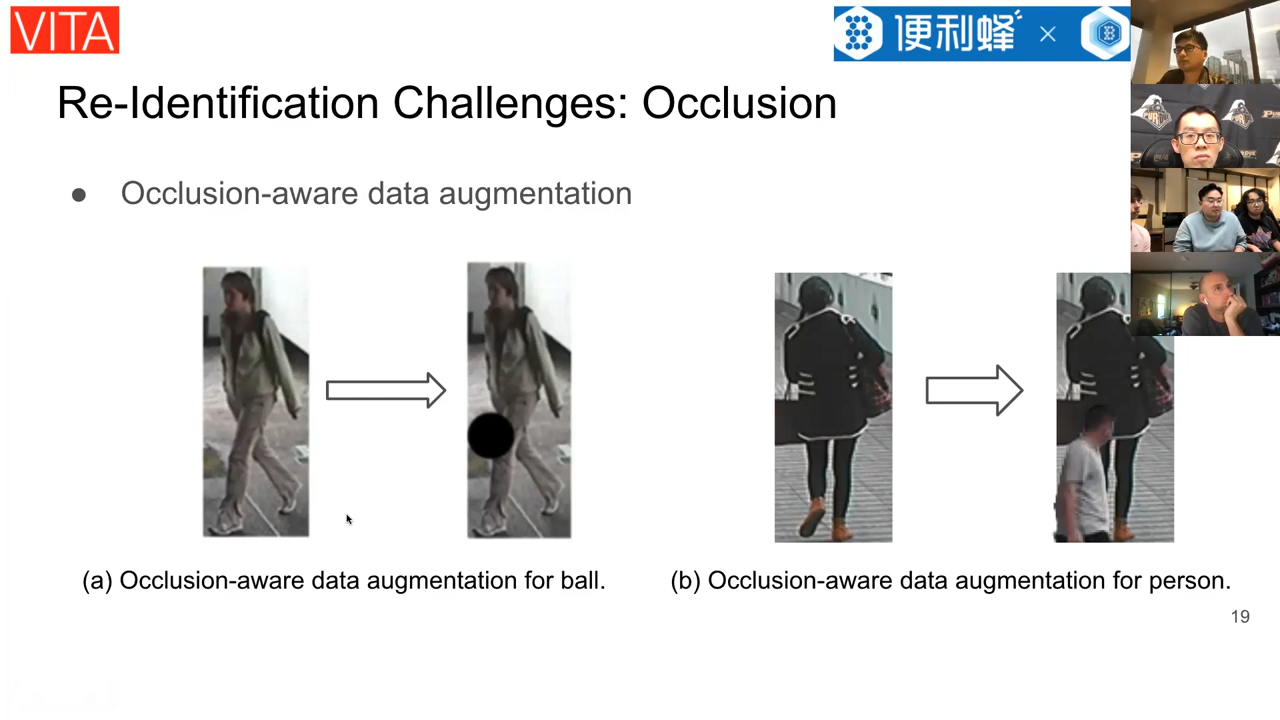 VITA
便利蜂 ×
Re-Identification Challenges: Occlusion
● Occlusion-aware data augmentation
(a) Occlusion-aware data augmentation for ball.
(b) Occlusion-aware data augmentation for person.
19